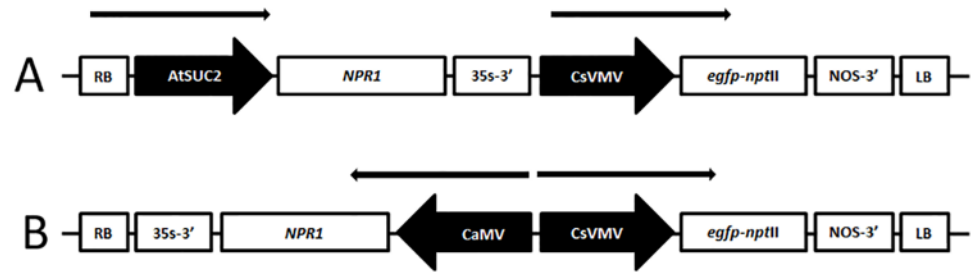 A RB AtSUC2 NPR1 35s-3' CsVMV egfp-nptII NOS-3' LB
B RB 35s-3' NPR1 CaMV CsVMV egfp-nptII NOS-3' LB